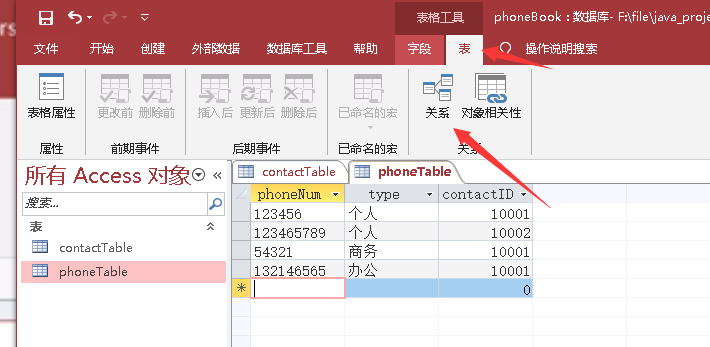 表格工具
phoneBook : 数据库- F:\file\java_proje
ers
文件 开始 创建 外部数据 数据库工具 帮助 字段 表 操作说明搜索
表格属性 更改前 删除前 插入后 更新后 删除后 已命名的宏 关系 对象相关性
属性 前期事件 后期事件 已命名的宏 关系
所有 Access 对象
搜索...
表
contactTable
phoneTable
contactTable phoneTable
phoneNum type contactID
123456 个人 10001
123465789 个人 10002
54321 商务 10001
132146565 办公 10001
* 0